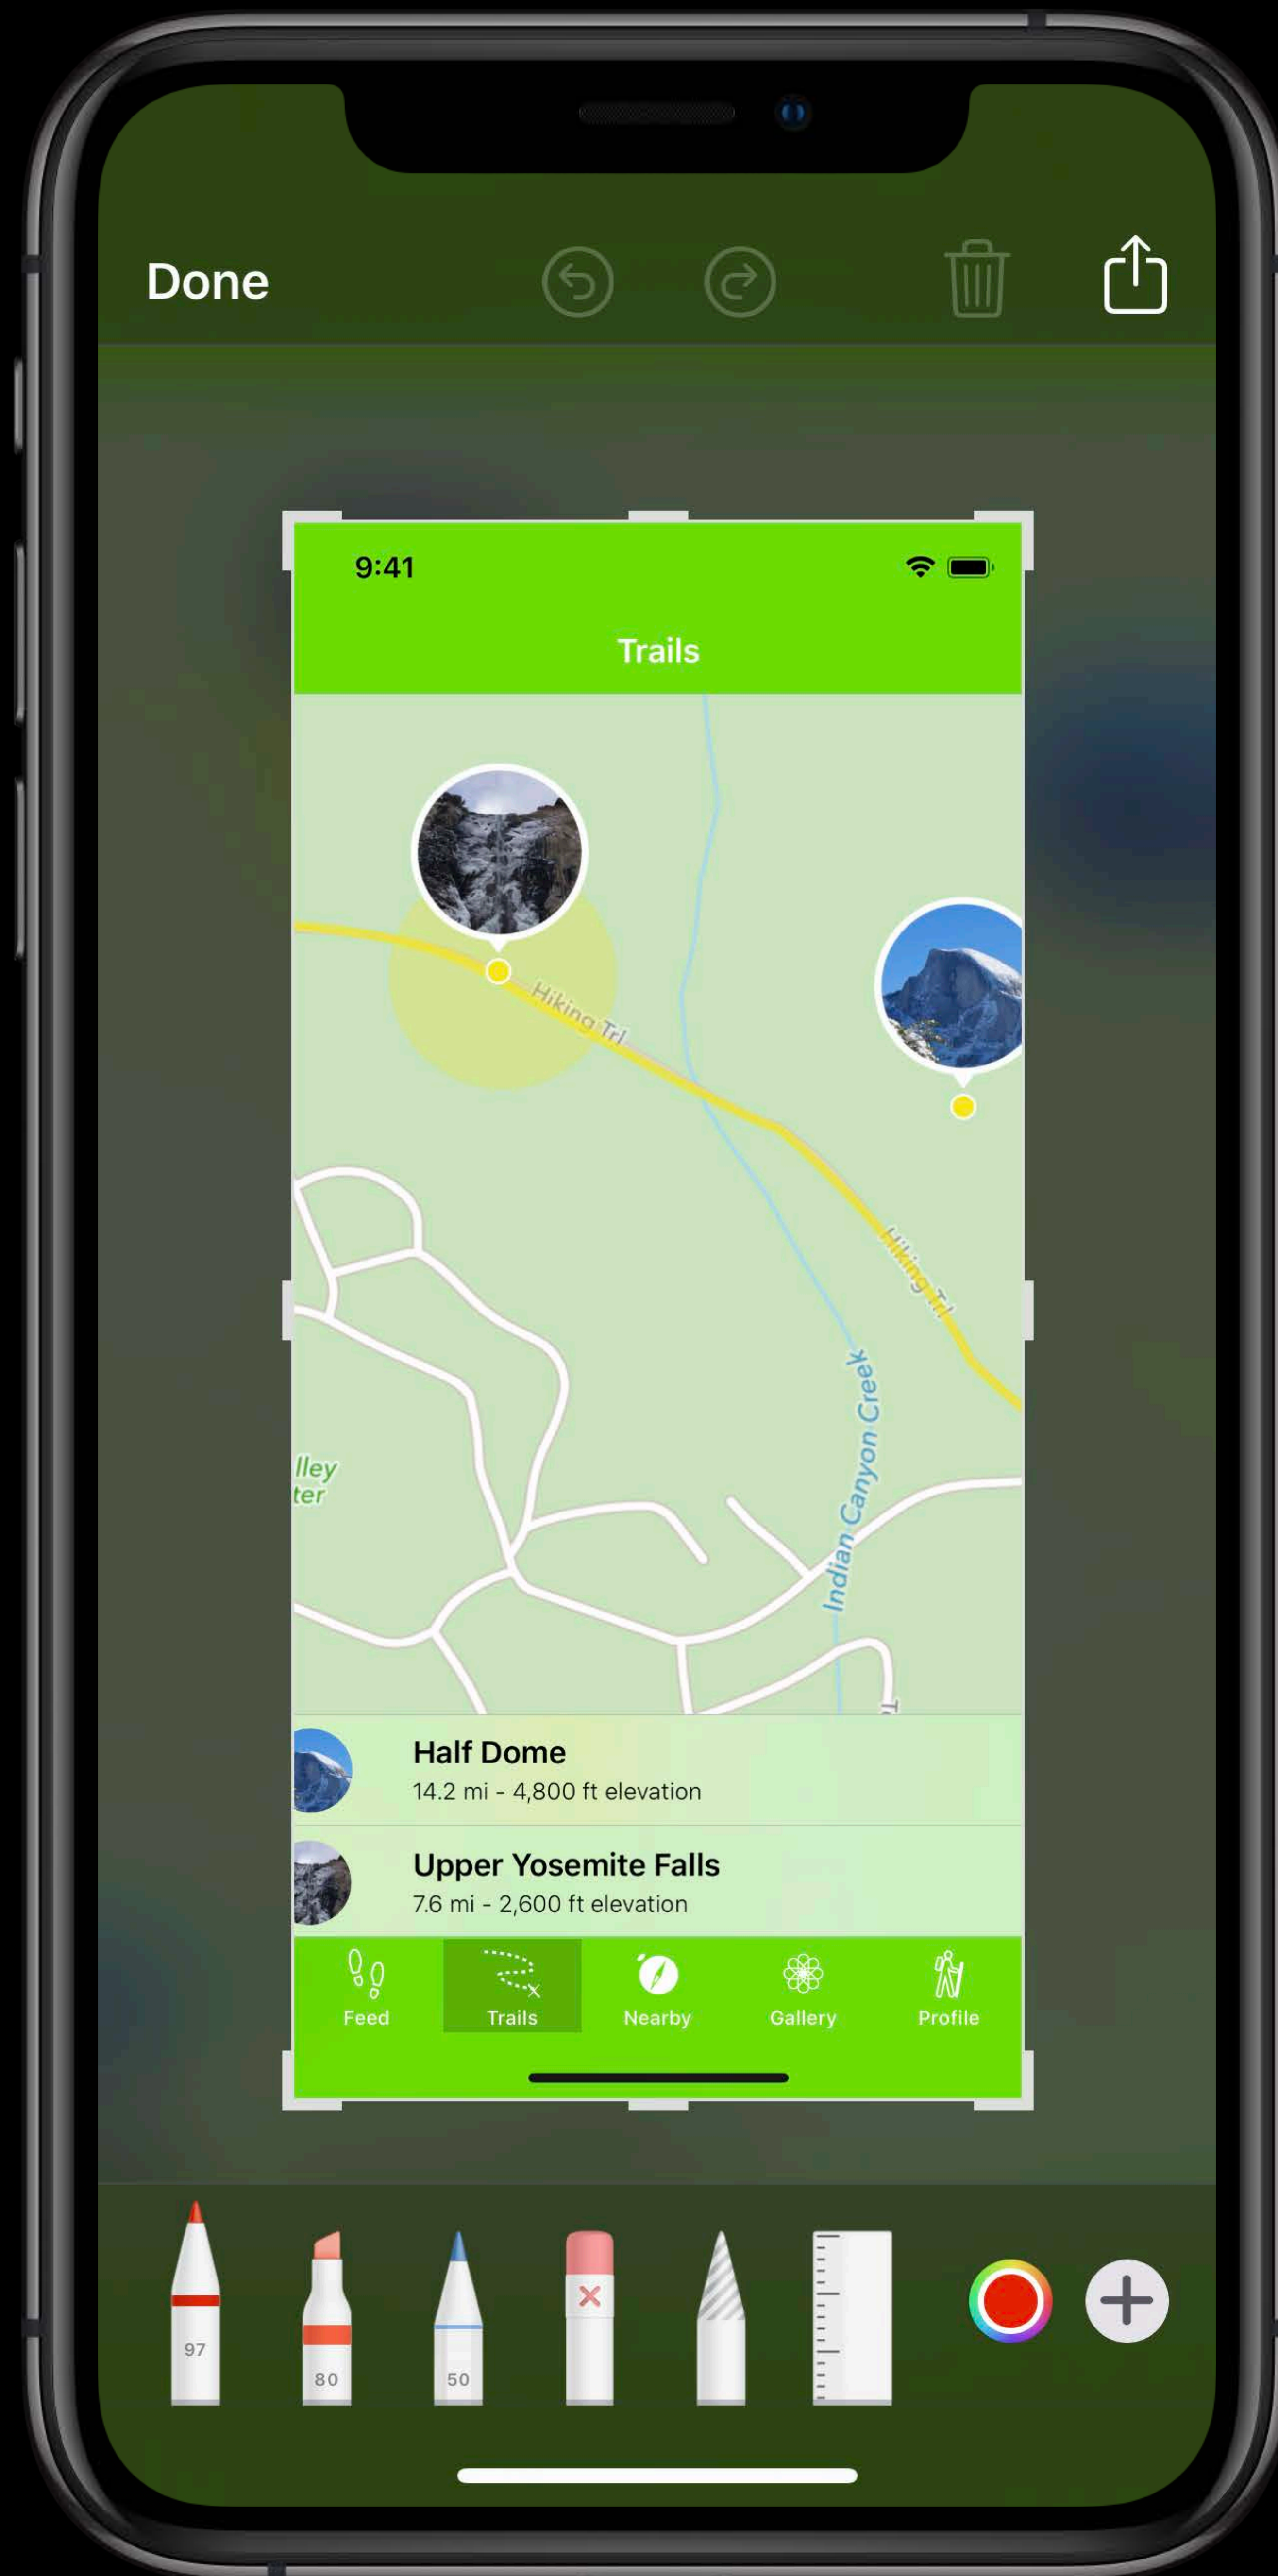 Done
9:41
Trails
Hiking Trl
Hiking Trl
Indian Canyon Creek
lley
ter
Half Dome
14.2 mi - 4,800 ft elevation
Upper Yosemite Falls
7.6 mi - 2,600 ft elevation
Feed
Trails
Nearby
Gallery
Profile
97
80
50